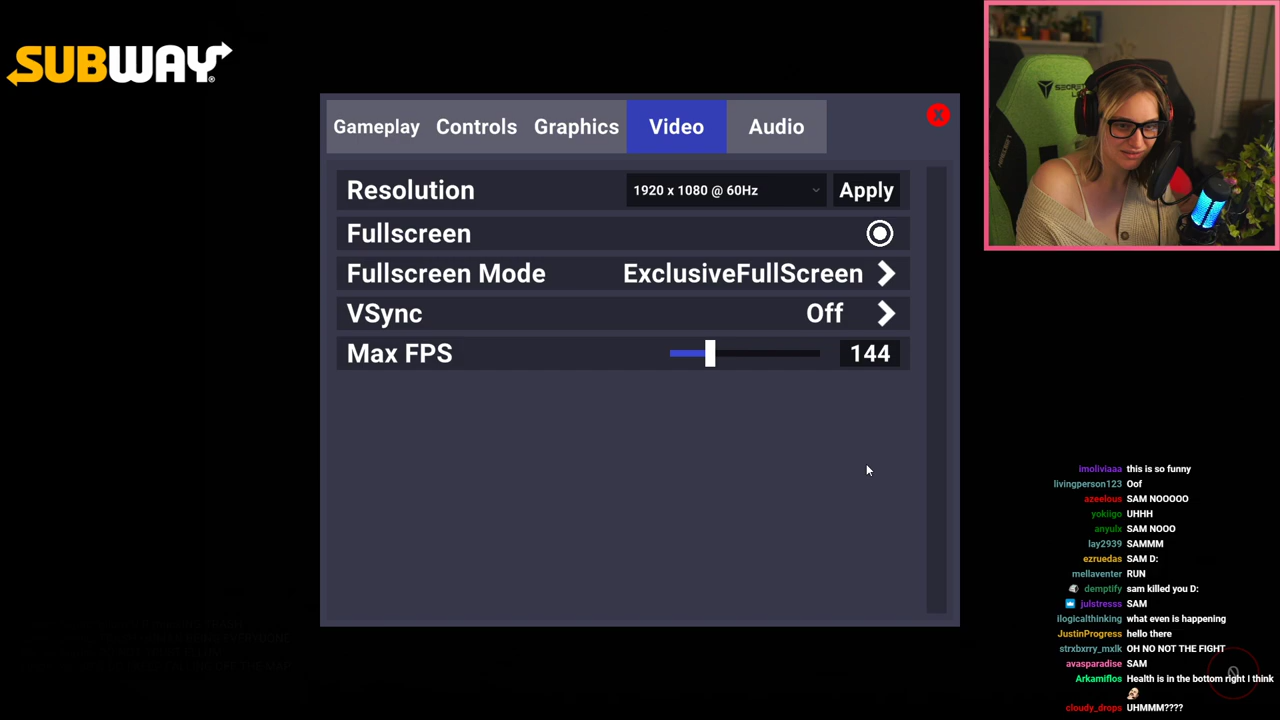 SUBWAY
Gameplay Controls Graphics Video Audio
X
Resolution 1920 x 1080 @ 60Hz Apply
Fullscreen
Fullscreen Mode ExclusiveFullScreen
VSync Off
Max FPS 144
imoliviaaa this is so funny
livingperson123 Oof
azeelous SAM NOOOOO
yokiigo UHHH
anyulx SAM NOOO
lay2939 SAMMM
ezruedas SAM D:
mellaventer RUN
demptify sam killed you D:
julstresss SAM
ilogicalthinking what even is happening
JustinProgress hello there
strxbxrry_mxlk OH NO NOT THE FIGHT
avasparadise SAM
Arkamiflos Health is in the bottom right I think
cloudy_drops UHMMM????